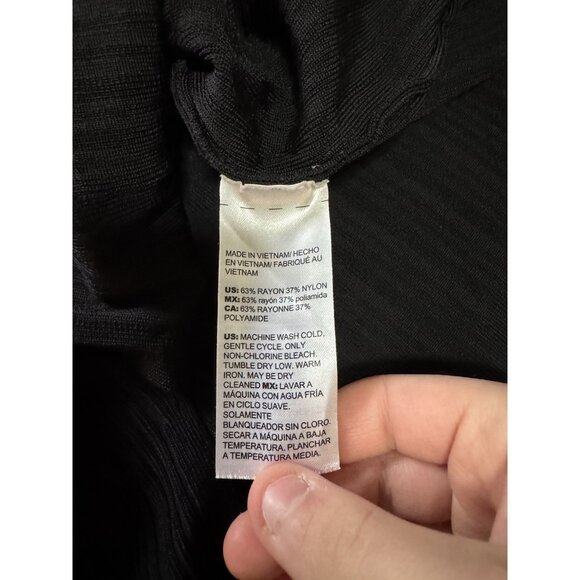 MADE IN VIETNAM/ HECHO
EN VIETNAM/ FABRIQUÉ AU
VIETNAM
US: 63% RAYON 37% NYLON
MX: 63% rayón 37% poliamida
CA: 63% RAYONNE 37%
POLYAMIDE
US: MACHINE WASH COLD,
GENTLE CYCLE. ONLY
NON-CHLORINE BLEACH.
TUMBLE DRY LOW. WARM
IRON. MAY BE DRY
CLEANED MX: LAVAR A
MÁQUINA CON AGUA FRÍA
EN CICLO SUAVE.
SOLAMENTE
BLANQUEADOR SIN CLORO.
SECAR A MÁQUINA A BAJA
TEMPERATURA. PLANCHAR
A TEMPERATURA MEDIA.